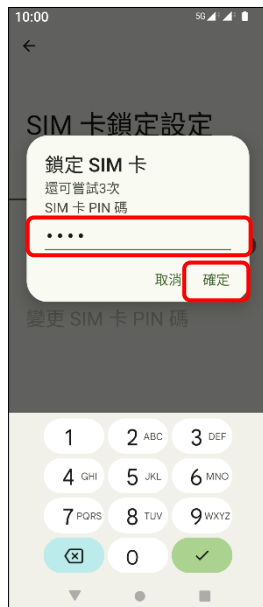 10:00 5G
SIM 卡鎖定設定
鎖定 SIM 卡
還可嘗試3次
SIM 卡 PIN 碼
••••
取消 確定
變更 SIM 卡 PIN 碼
1 2 ABC 3 DEF
4 GHI 5 JKL 6 MNO
7 PQRS 8 TUV 9 WXYZ
0